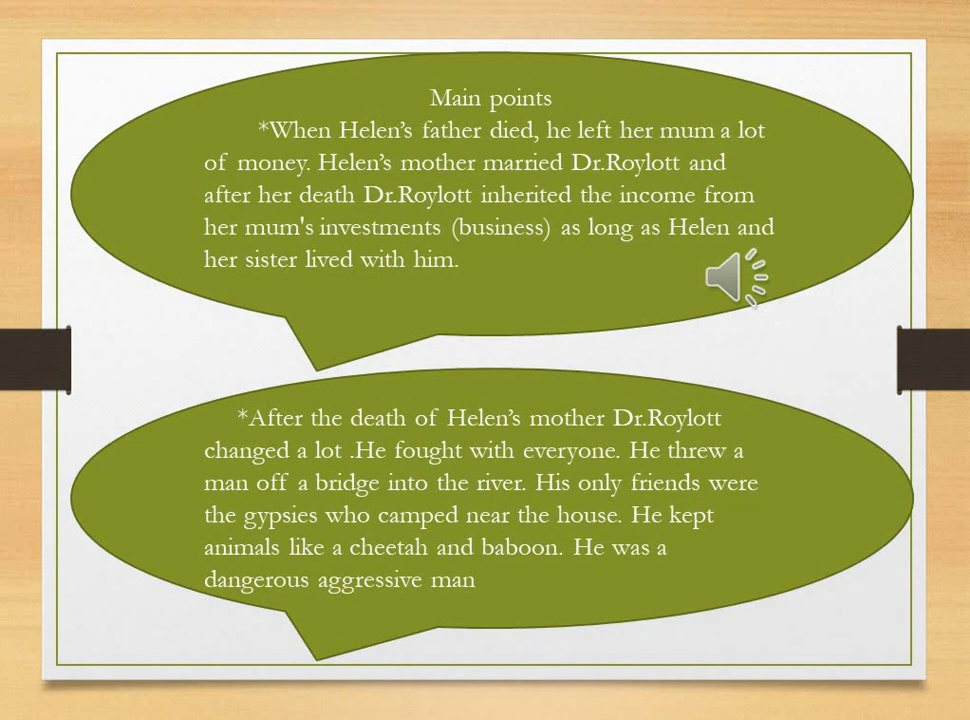 Main points
*When Helen’s father died, he left her mum a lot
of money. Helen’s mother married Dr.Roylott and
after her death Dr.Roylott inherited the income from
her mum's investments (business) as long as Helen and
her sister lived with him.
*After the death of Helen’s mother Dr.Roylott
changed a lot .He fought with everyone. He threw a
man off a bridge into the river. His only friends were
the gypsies who camped near the house. He kept
animals like a cheetah and baboon. He was a
dangerous aggressive man